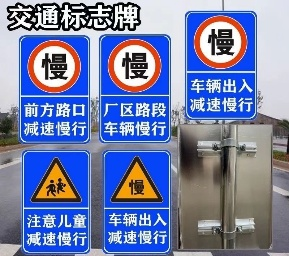 交通标志牌
慢
前方路口
减速慢行
慢
厂区路段
车辆慢行
慢
车辆出入
减速慢行
注意儿童
减速慢行
慢
车辆出入
减速慢行